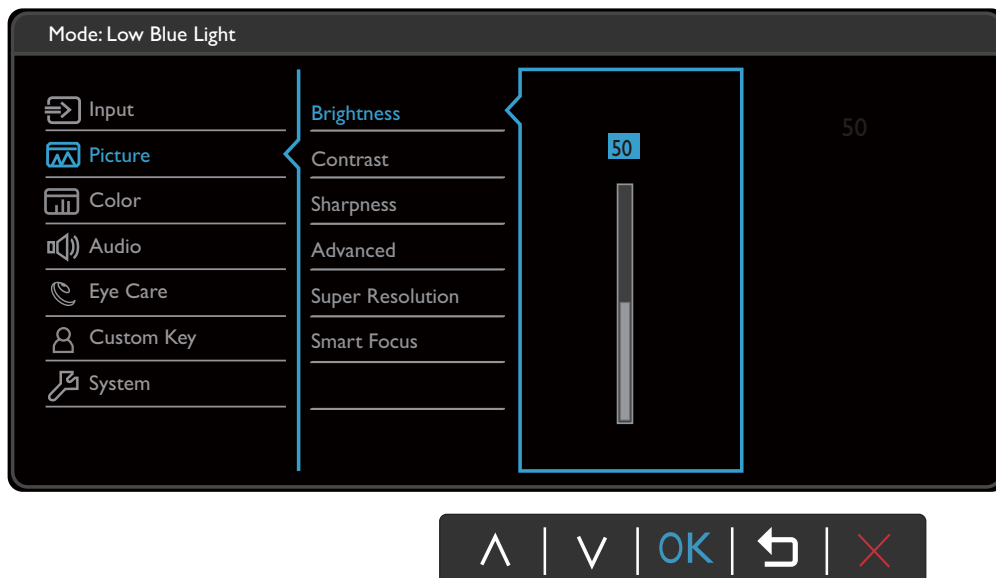 Mode: Low Blue Light
Input
Picture
Color
Audio
Eye Care
Custom Key
System
Brightness
Contrast
Sharpness
Advanced
Super Resolution
Smart Focus
50
50
OK